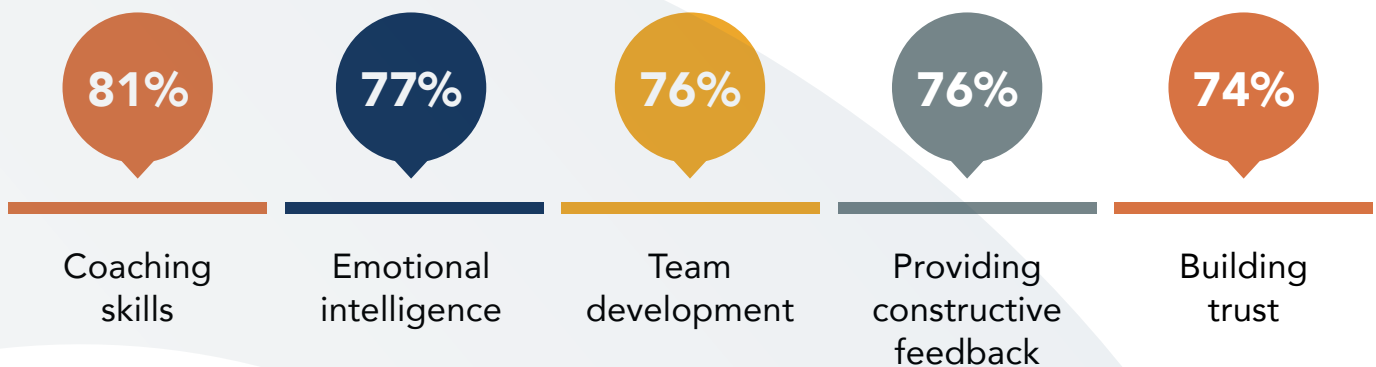 81%
77%
76%
76%
74%
Coaching
skills
Emotional
intelligence
Team
development
Providing
constructive
feedback
Building
trust